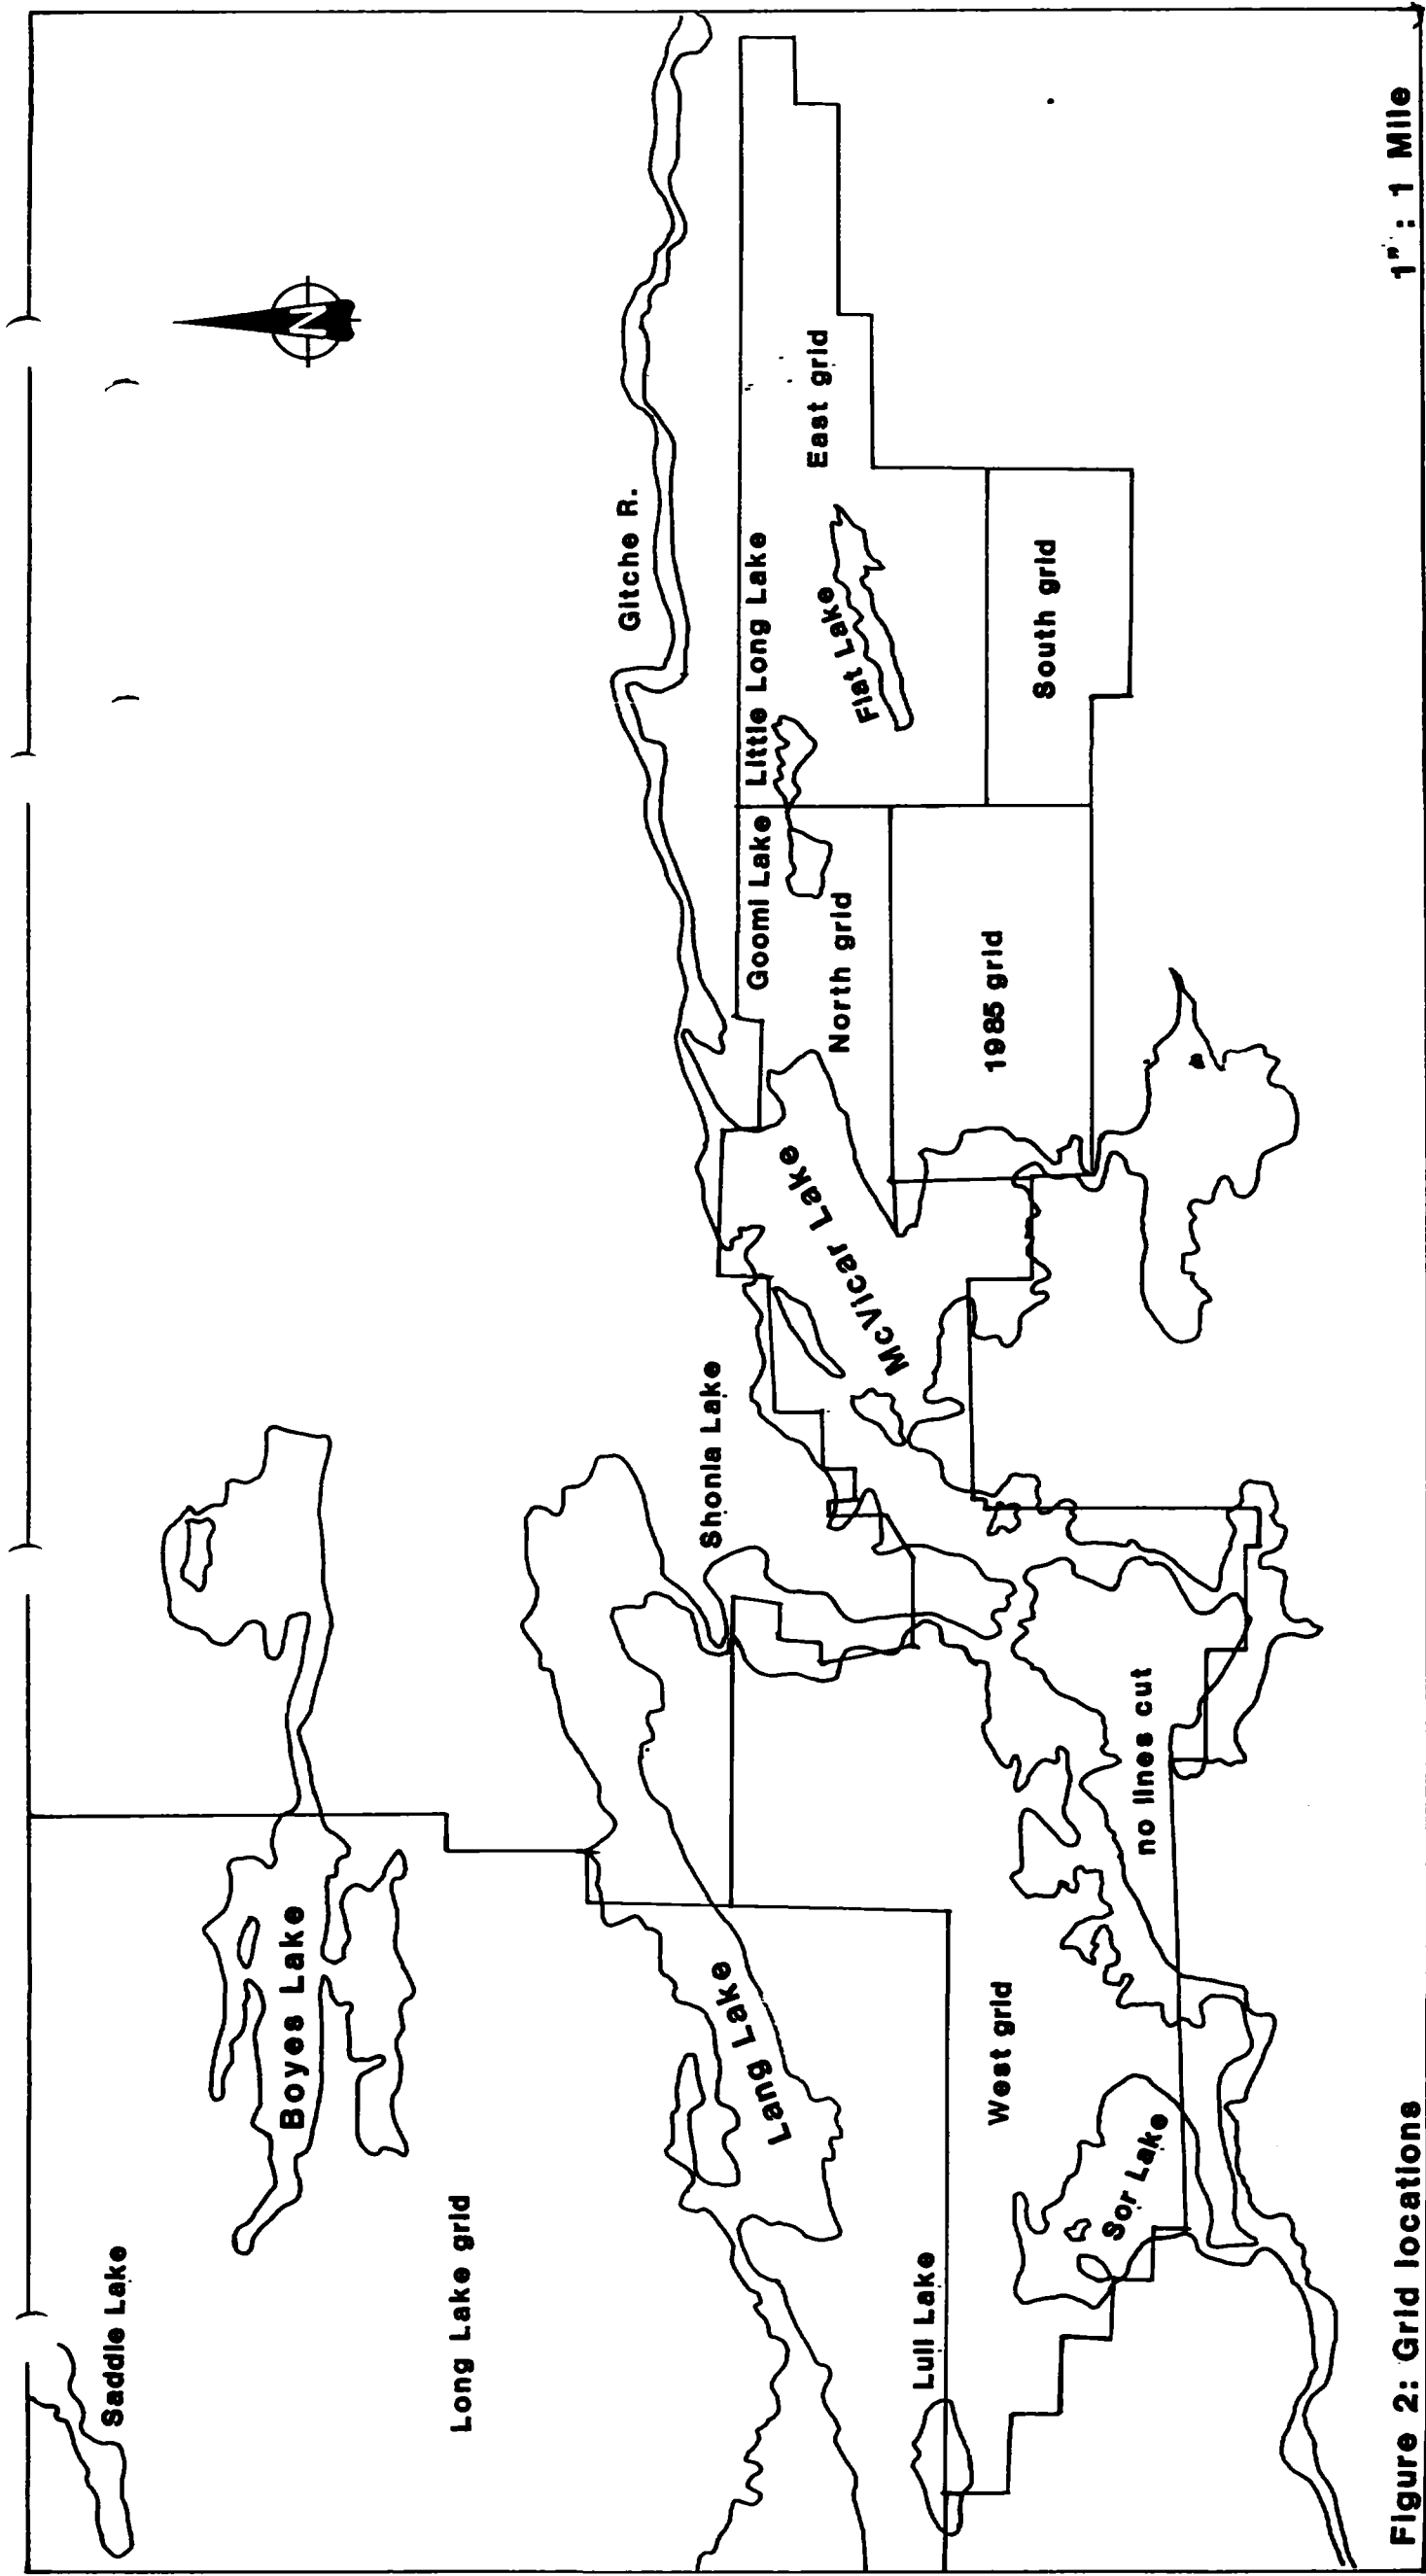 Saddle Lake
Boyes Lake
N
Long Lake grid
Gitche R.
Shonia Lake
Lang Lake
Goomi Lake
Little Long Lake
East grid
McVicar Lake
North grid
Flat Lake
Lull Lake
West grid
1985 grid
South grid
Sor Lake
no lines cut
Figure 2: Grid locations
1" : 1 Mile